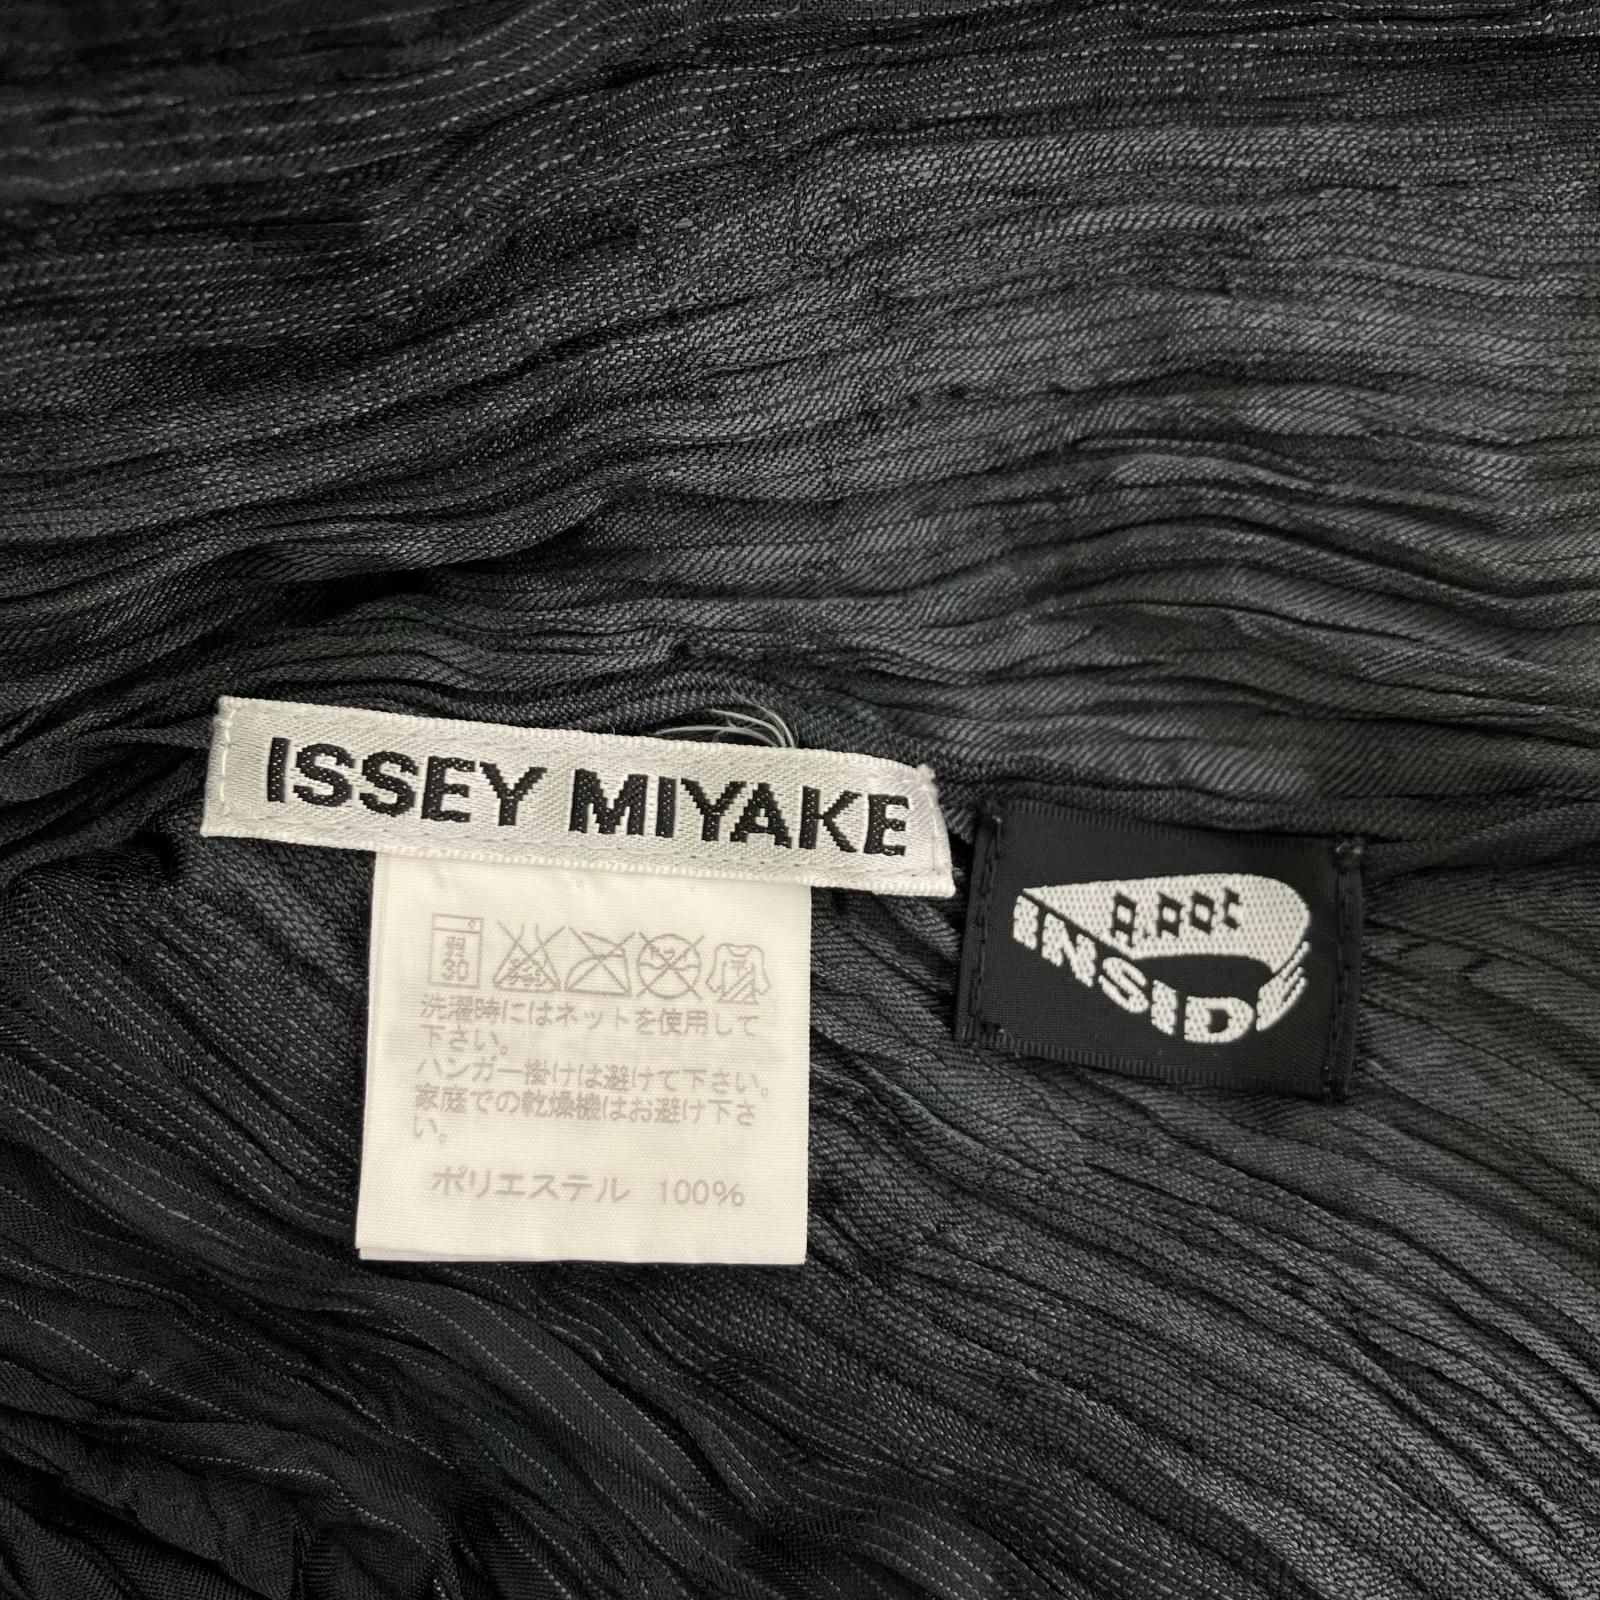 ISSEY MIYAKE
A.POC
INSIDE
弱
30
洗濯時にはネットを使用して
下さい。
ハンガー掛けは避けて下さい。
家庭での乾燥機はお避け下さ
い。
ポリエステル 100%